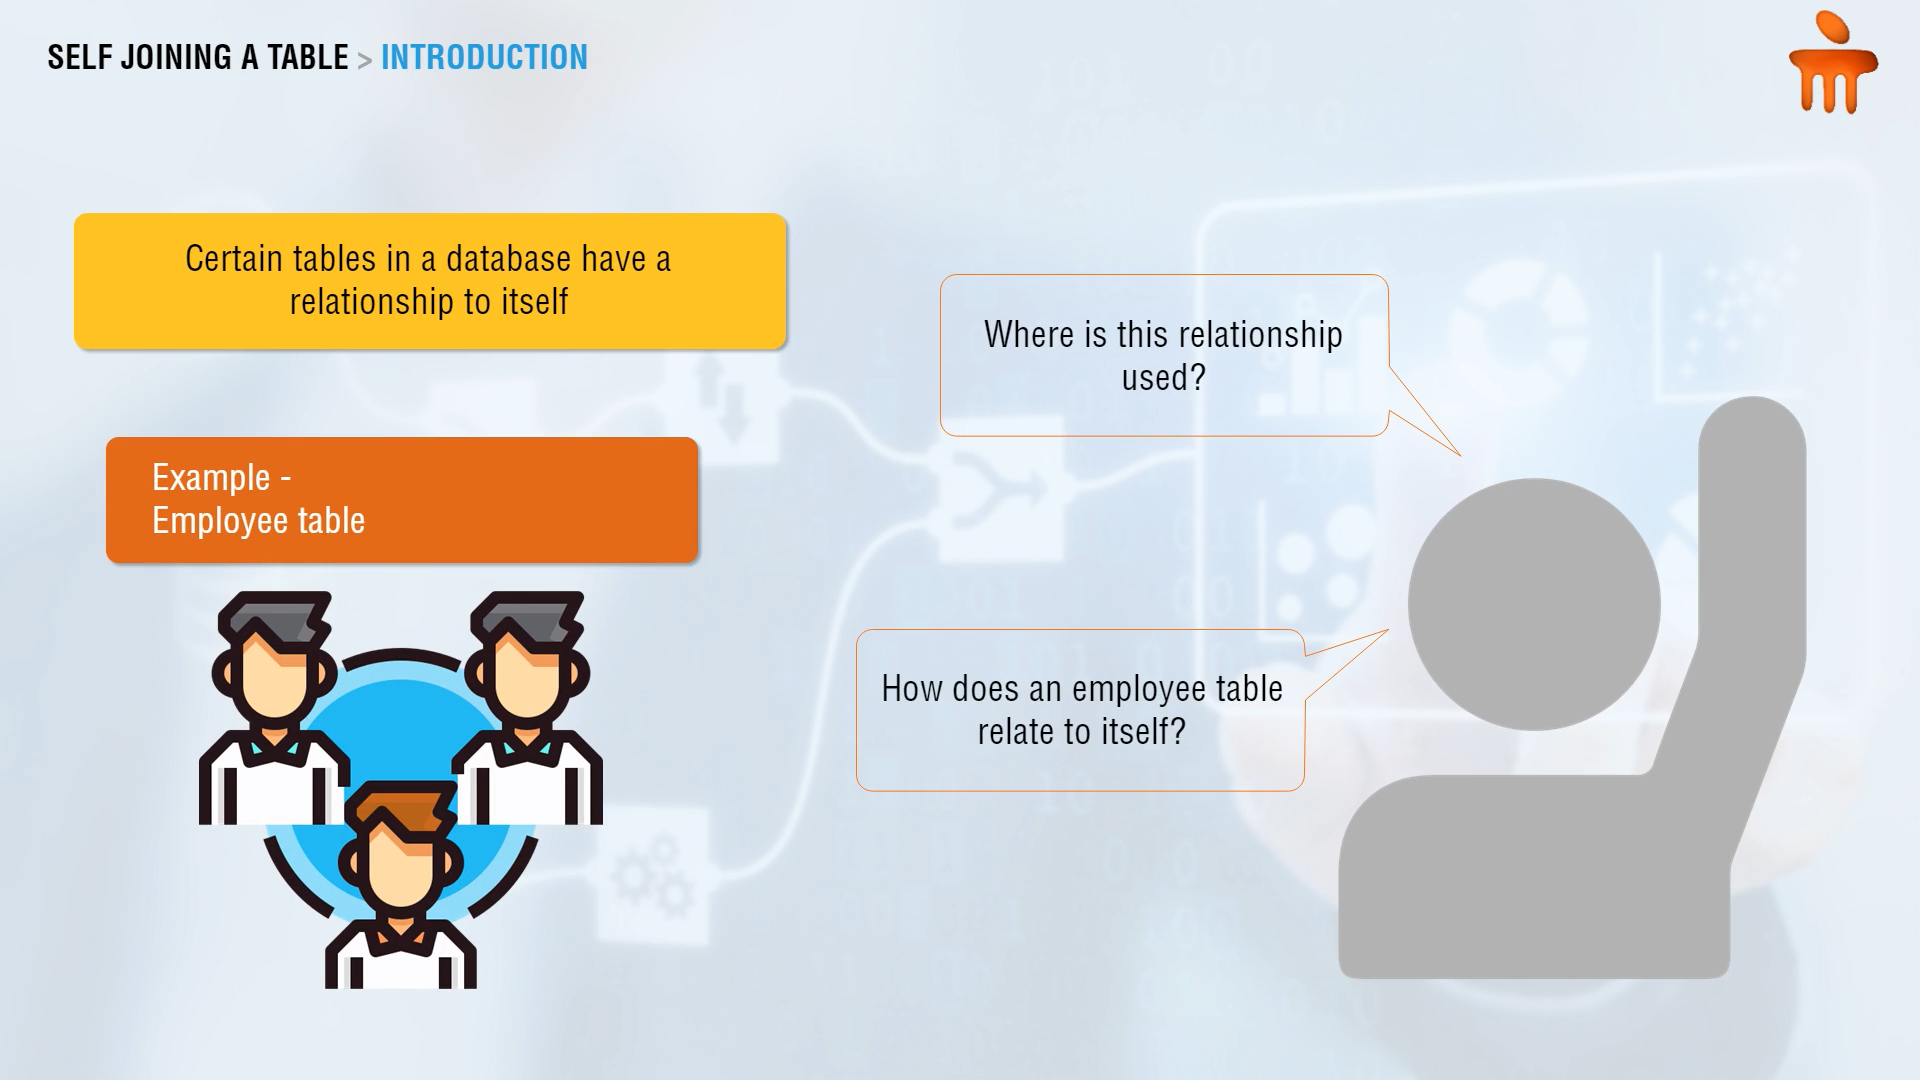 SELF JOINING A TABLE > INTRODUCTION
Certain tables in a database have a
relationship to itself
Example -
Employee table
Where is this relationship
used?
How does an employee table
relate to itself?